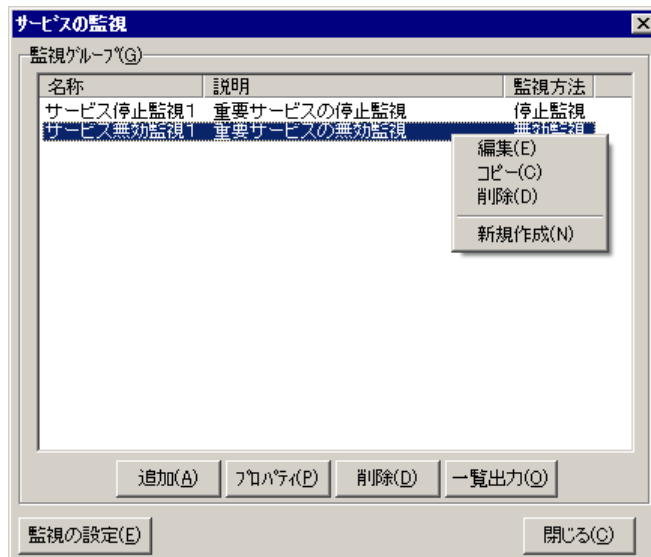 サービスの監視
監視グループ(G)
名称 説明 監視方法
サービス停止監視1 重要サービスの停止監視 停止監視
サービス無効監視1 重要サービスの無効監視 無効監視
編集(E)
コピー(C)
削除(D)
新規作成(N)
追加(A) プロパティ(P) 削除(D) 一覧出力(O)
監視の設定(E) 閉じる(C)